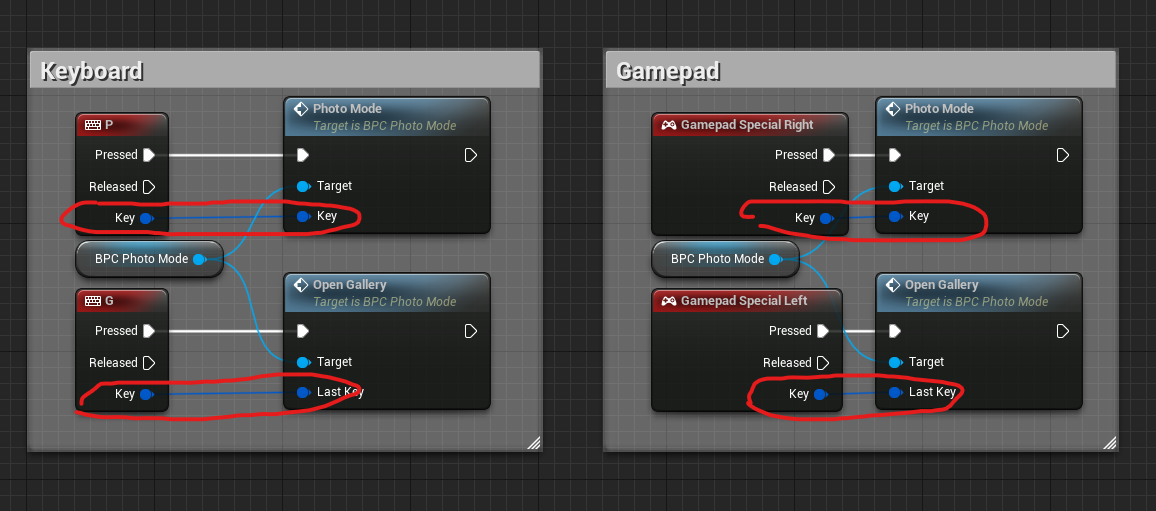 Keyboard
P
Pressed
Released
Key
Photo Mode
Target is BPC Photo Mode
Target
Key
BPC Photo Mode
G
Pressed
Released
Key
Open Gallery
Target is BPC Photo Mode
Target
Last Key
Gamepad
Gamepad Special Right
Pressed
Released
Key
Photo Mode
Target is BPC Photo Mode
Target
Key
BPC Photo Mode
Gamepad Special Left
Pressed
Released
Key
Open Gallery
Target is BPC Photo Mode
Target
Last Key